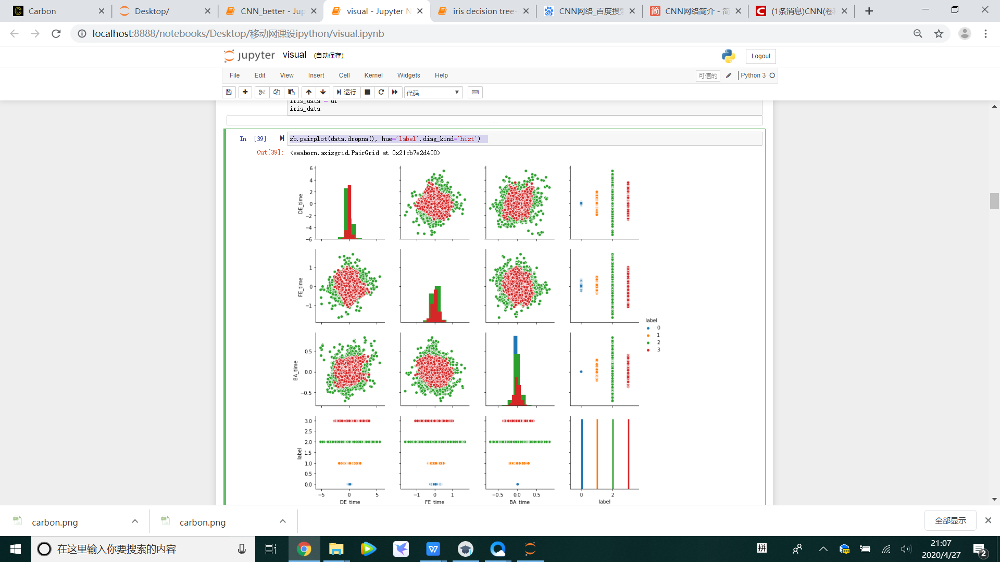 Carbon
Desktop/
CNN_better - Jup
visual - Jupyter N
iris decision tree-
CNN网络_百度搜
CNN网络简介 - 简
(1条消息)CNN(卷
localhost:8888/notebooks/Desktop/移动网课设ipython/visual.ipynb
jupyter visual (自动保存)
Logout
File Edit View Insert Cell Kernel Widgets Help
可信的
Python 3
运行
代码
iris_data = df
iris_data
...
In [39]:
sb.pairplot(data.dropna(), hue='label',diag_kind='hist')
Out[39]:
<seaborn.axisgrid.PairGrid at 0x21cb7e2d400>
6
4
2
0
−2
−4
−6
DE_time
1
0
−1
FE_time
0.5
0.0
−0.5
BA_time
label
0
1
2
3
3.0
2.5
2.0
1.5
1.0
0.5
0.0
label
−5 0 5
−1 0 1
−0.5 0.0 0.5
0 2
DE_time
FE_time
BA_time
label
carbon.png
carbon.png
全部显示
在这里输入你要搜索的内容
拼
21:07
2020/4/27
2